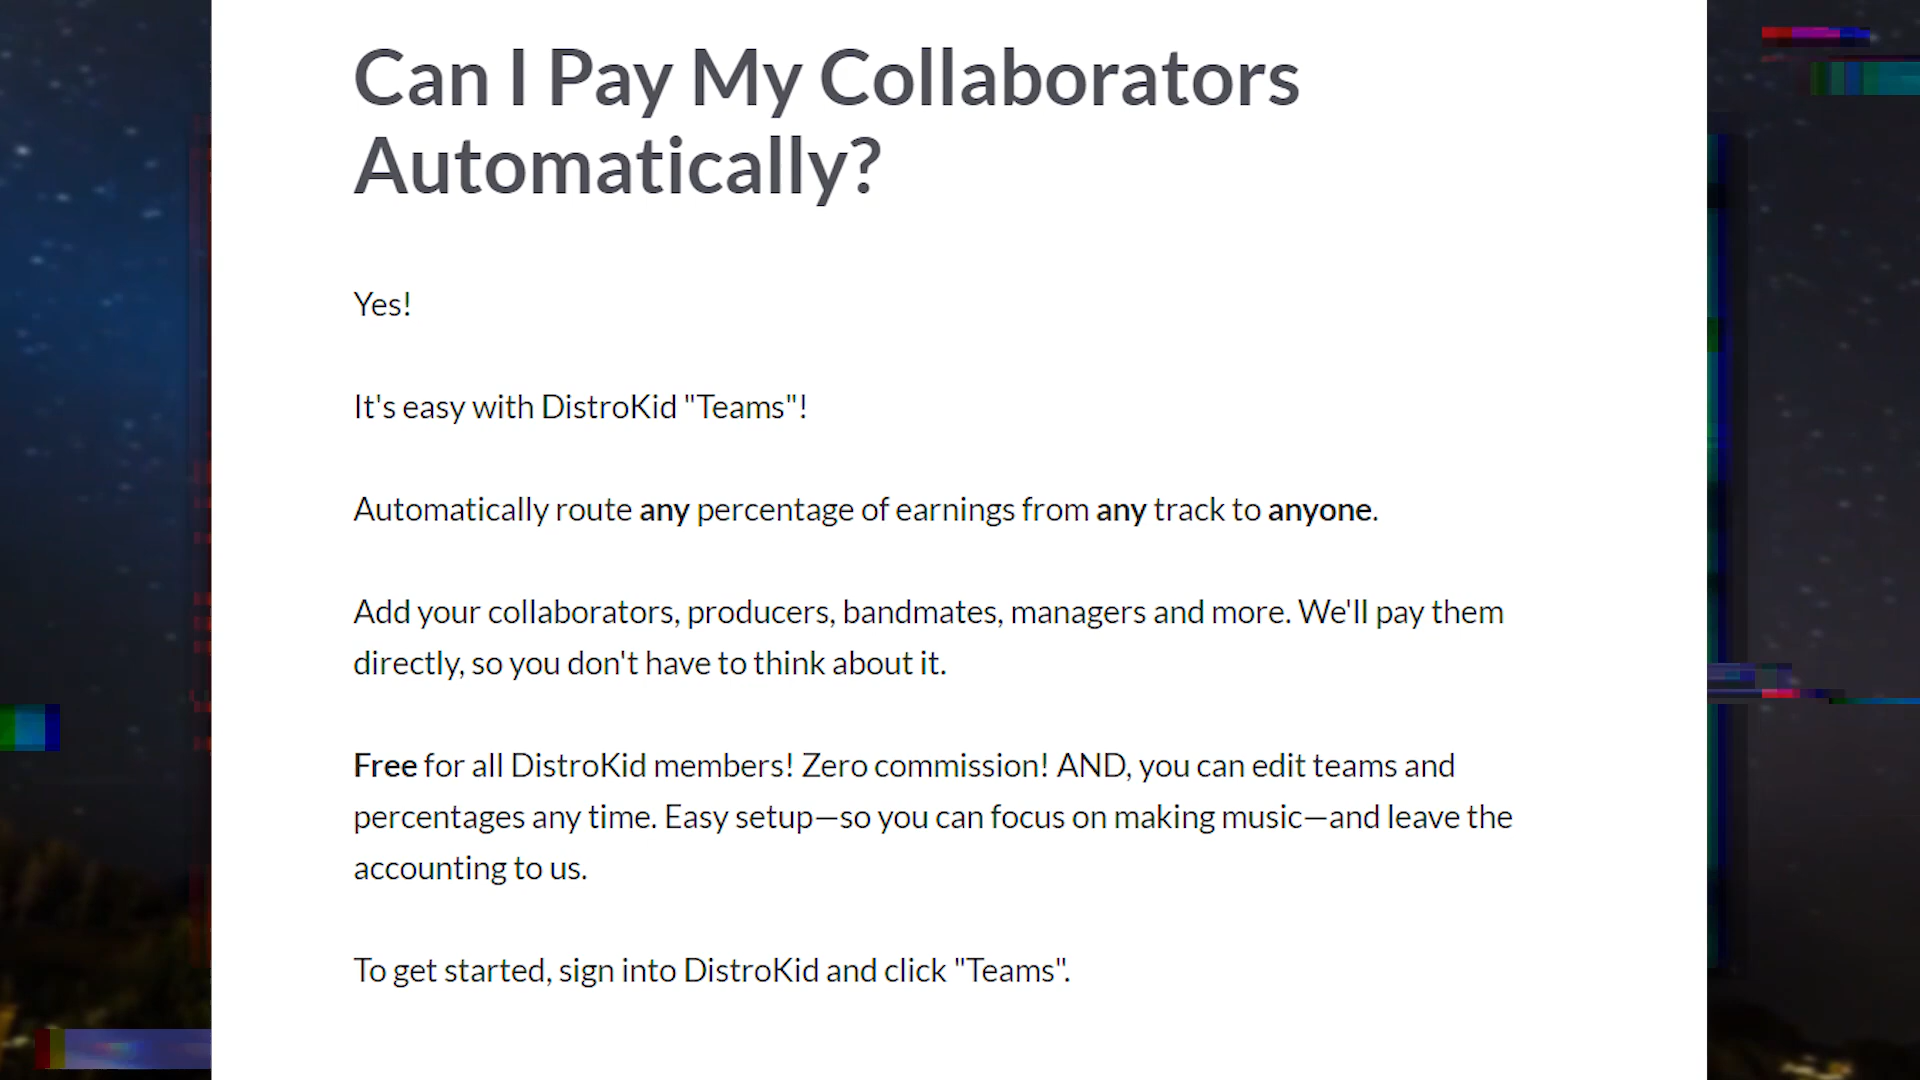 Can I Pay My Collaborators
Automatically?
Yes!
It's easy with DistroKid "Teams"!
Automatically route any percentage of earnings from any track to anyone.
Add your collaborators, producers, bandmates, managers and more. We'll pay them
directly, so you don't have to think about it.
Free for all DistroKid members! Zero commission! AND, you can edit teams and
percentages any time. Easy setup—so you can focus on making music—and leave the
accounting to us.
To get started, sign into DistroKid and click "Teams".